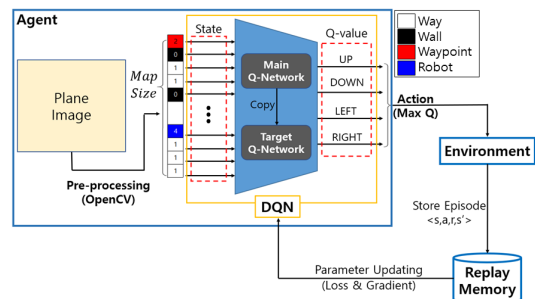 Agent
State
Q-value
Way
Wall
Waypoint
Robot
Plane
Image
Map
Size
2
0
1
1
0
4
1
1
1
Main
Q-Network
Copy
Target
Q-Network
UP
DOWN
LEFT
RIGHT
Action
(Max Q)
Pre-processing
(OpenCV)
DQN
Environment
Store Episode
<s,a,r,s'>
Parameter Updating
(Loss & Gradient)
Replay
Memory